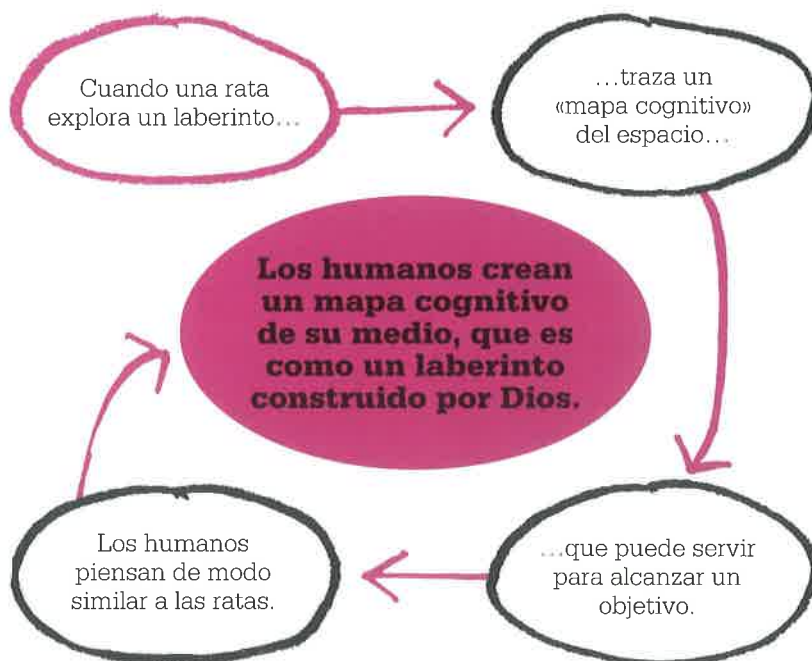 Cuando una rata
explora un laberinto...
...traza un
«mapa cognitivo»
del espacio...
...que puede servir
para alcanzar un
objetivo.
Los humanos
piensan de modo
similar a las ratas.
Los humanos crean
un mapa cognitivo
de su medio, que es
como un laberinto
construido por Dios.